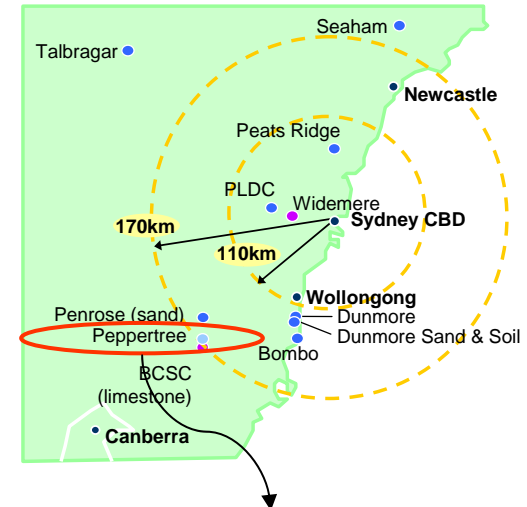 Seaham
Talbragar
Newcastle
Peats Ridge
PLDC
Widemere
170km
Sydney CBD
110km
Wollongong
Penrose (sand)
Dunmore
Peppertree
Dunmore Sand & Soil
Bombo
BCSC
(limestone)
Canberra